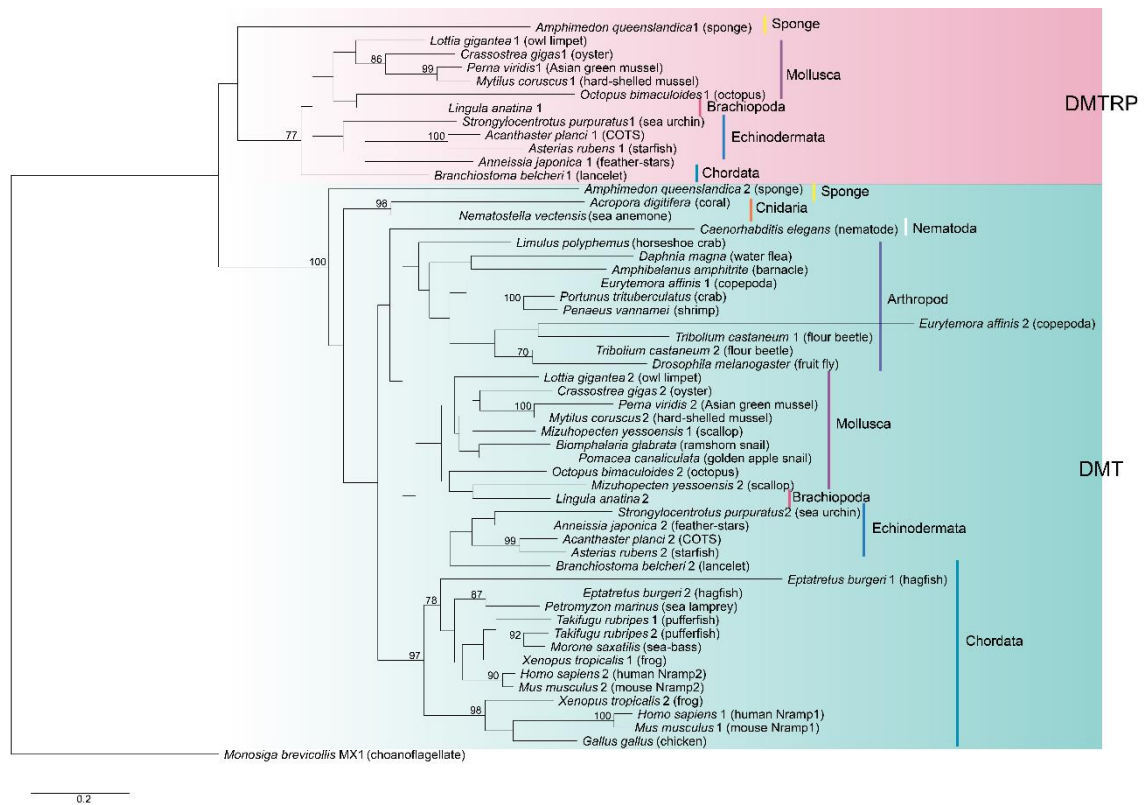 Amphimedon queenslandica1 (sponge)
Sponge
Lottia gigantea 1 (owl limpet)
86
Crassostrea gigas 1 (oyster)
99
Perna viridis1 (Asian green mussel)
Mytilus coruscus 1 (hard-shelled mussel)
Mollusca
Octopus bimaculoides 1 (octopus)
DMTRP
Lingula anatina 1
Brachiopoda
77
Strongylocentrotus purpuratus1 (sea urchin)
100
Acanthaster planci 1 (COTS)
Echinodermata
Asterias rubens 1 (starfish)
Anneissia japonica 1 (feather-stars)
Branchiostoma belcheri 1 (lancelet)
Chordata
Amphimedon queenslandica 2 (sponge)
Sponge
98
Acropora digitifera (coral)
Cnidaria
Nematostella vectensis (sea anemone)
Caenorhabditis elegans (nematode)
Nematoda
Limulus polyphemus (horseshoe crab)
100
Daphnia magna (water flea)
Amphibalanus amphitrite (barnacle)
Eurytemora affinis 1 (copepoda)
100
Portunus trituberculatus (crab)
Arthropod
Penaeus vannamei (shrimp)
Eurytemora affinis 2 (copepoda)
Tribolium castaneum 1 (flour beetle)
70
Tribolium castaneum 2 (flour beetle)
Drosophila melanogaster (fruit fly)
Lottia gigantea 2 (owl limpet)
Crassostrea gigas 2 (oyster)
100
Perna viridis 2 (Asian green mussel)
Mytilus coruscus 2 (hard-shelled mussel)
Mollusca
Mizuhopecten yessoensis 1 (scallop)
Biomphalaria glabrata (ramshorn snail)
Pomacea canaliculata (golden apple snail)
DMT
Octopus bimaculoides 2 (octopus)
Mizuhopecten yessoensis 2 (scallop)
Lingula anatina 2
Brachiopoda
Strongylocentrotus purpuratus2 (sea urchin)
Anneissia japonica 2 (feather-stars)
Echinodermata
99
Acanthaster planci 2 (COTS)
Asterias rubens 2 (starfish)
Branchiostoma belcheri 2 (lancelet)
Eptatretus burgeri 1 (hagfish)
78
87
Eptatretus burgeri 2 (hagfish)
Petromyzon marinus (sea lamprey)
Takifugu rubripes 1 (pufferfish)
92
Takifugu rubripes 2 (pufferfish)
Chordata
Morone saxatilis (sea-bass)
97
Xenopus tropicalis 1 (frog)
90
Homo sapiens 2 (human Nramp2)
Mus musculus 2 (mouse Nramp2)
98
Xenopus tropicalis 2 (frog)
100
Homo sapiens 1 (human Nramp1)
Mus musculus 1 (mouse Nramp1)
Gallus gallus (chicken)
Monosiga brevicollis MX1 (choanoflagellate)
0.2